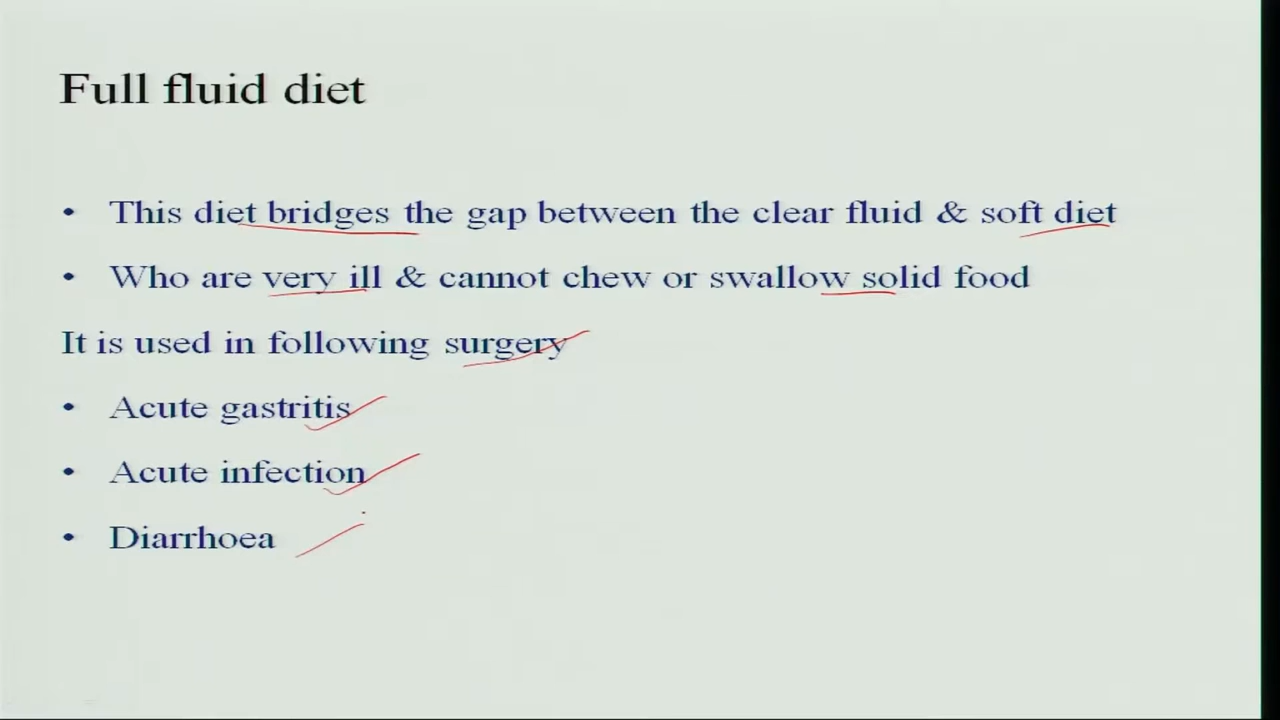 Full fluid diet
• This diet bridges the gap between the clear fluid & soft diet
• Who are very ill & cannot chew or swallow solid food
It is used in following surgery
• Acute gastritis
• Acute infection
• Diarrhoea